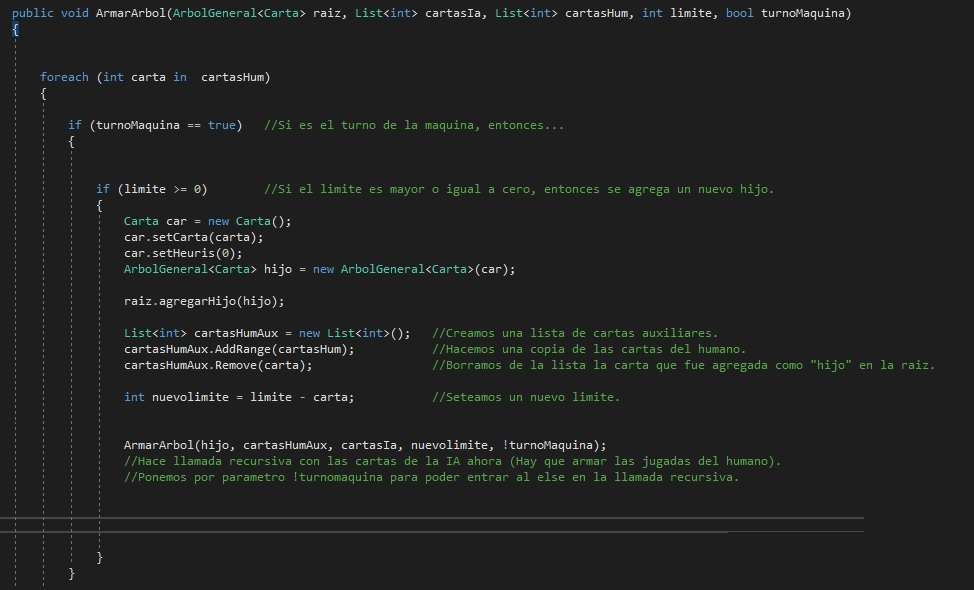 public void ArmarArbol(ArbolGeneral<Carta> raiz, List<int> cartasIa, List<int> cartasHum, int limite, bool turnoMaquina)
{
foreach (int carta in  cartasHum)
{
if (turnoMaquina == true)   //Si es el turno de la maquina, entonces...
{
if (limite >= 0)        //Si el limite es mayor o igual a cero, entonces se agrega un nuevo hijo.
{
Carta car = new Carta();
car.setCarta(carta);
car.setHeuris(0);
ArbolGeneral<Carta> hijo = new ArbolGeneral<Carta>(car);
raiz.agregarHijo(hijo);
List<int> cartasHumAux = new List<int>();   //Creamos una lista de cartas auxiliares.
cartasHumAux.AddRange(cartasHum);           //Hacemos una copia de las cartas del humano.
cartasHumAux.Remove(carta);                 //Borramos de la lista la carta que fue agregada como "hijo" en la raiz.
int nuevolimite = limite - carta;           //Seteamos un nuevo limite.
ArmarArbol(hijo, cartasHumAux, cartasIa, nuevolimite, !turnoMaquina);
//Hace llamada recursiva con las cartas de la IA ahora (Hay que armar las jugadas del humano).
//Ponemos por parametro !turnomaquina para poder entrar al else en la llamada recursiva.
}
}